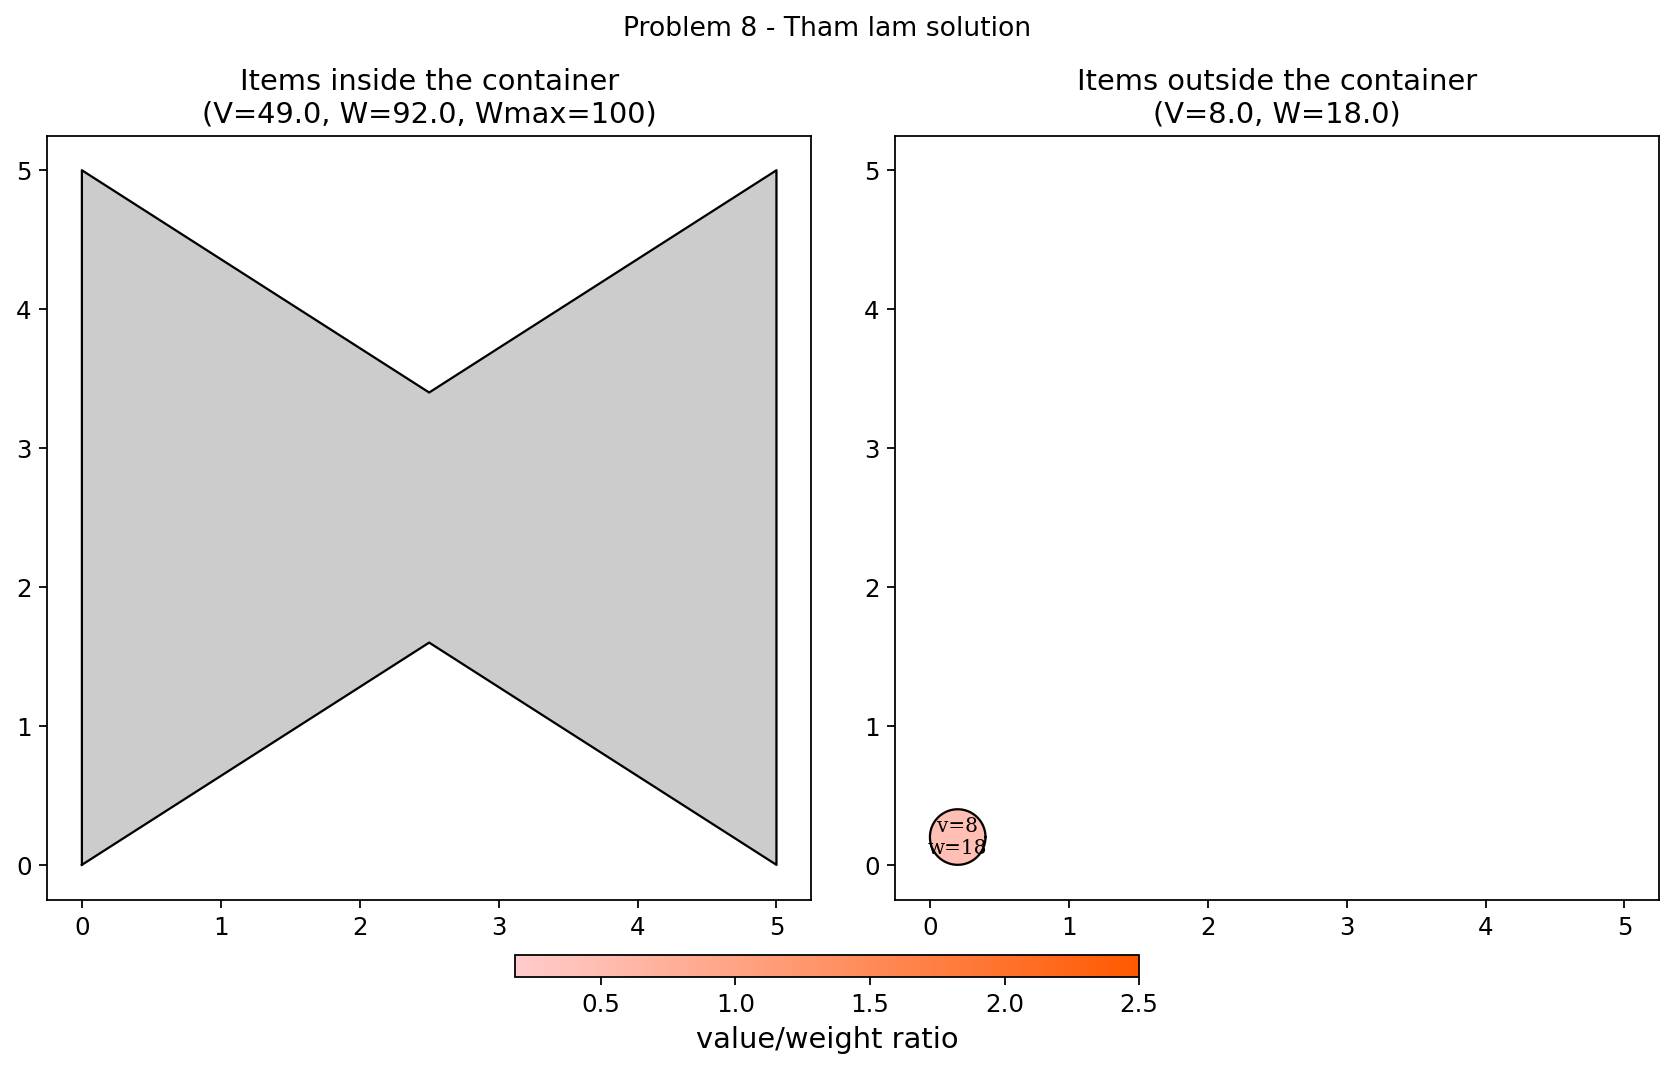 Problem 8 - Tham lam solution
Items inside the container
(V=49.0, W=92.0, Wmax=100)
5
4
3
2
1
0
0 1 2 3 4 5
Items outside the container
(V=8.0, W=18.0)
5
4
3
2
1
0
v=8
w=18
0 1 2 3 4 5
0.5 1.0 1.5 2.0 2.5
value/weight ratio